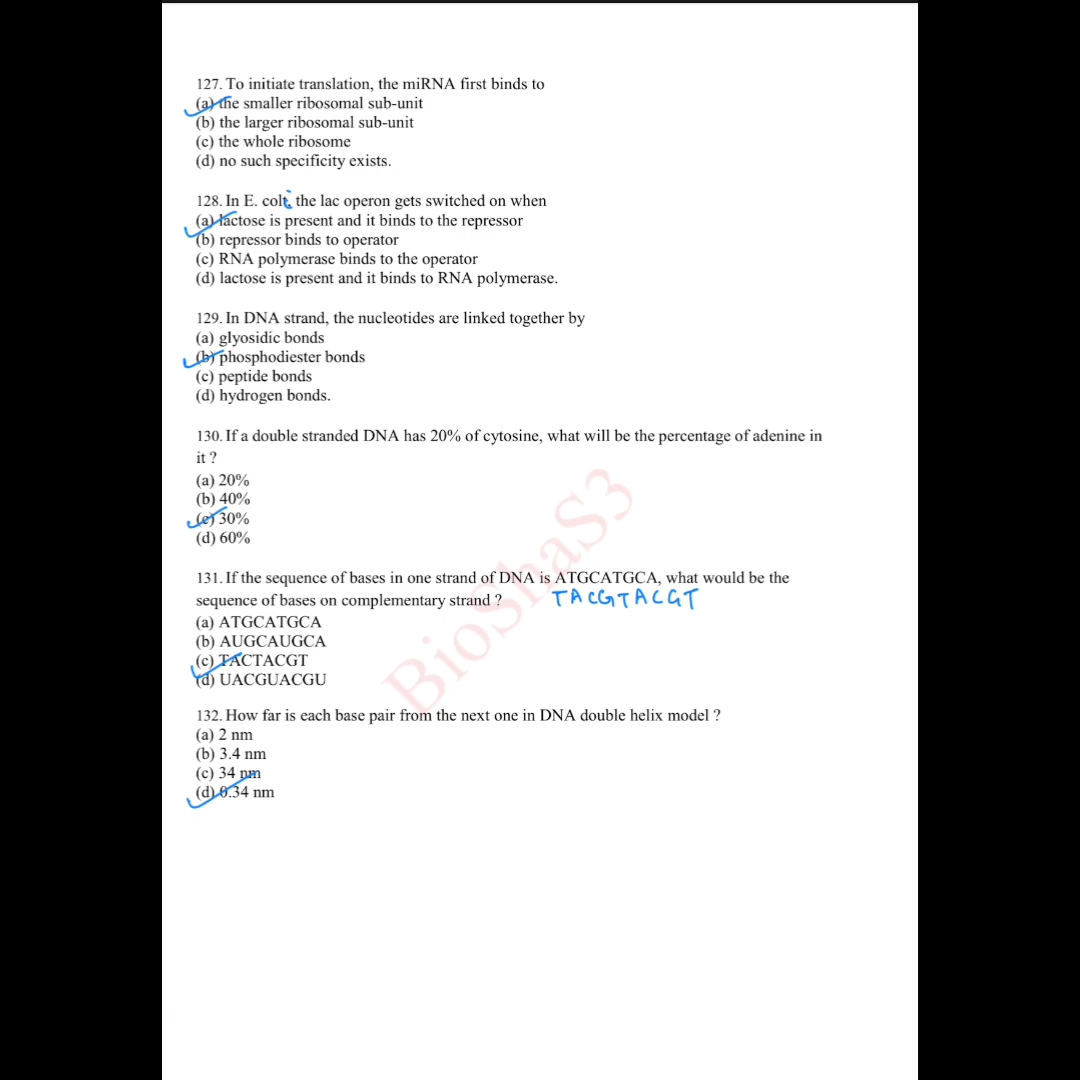 127. To initiate translation, the miRNA first binds to
(a) the smaller ribosomal sub-unit
(b) the larger ribosomal sub-unit
(c) the whole ribosome
(d) no such specificity exists.
128. In E. coli, the lac operon gets switched on when
(a) lactose is present and it binds to the repressor
(b) repressor binds to operator
(c) RNA polymerase binds to the operator
(d) lactose is present and it binds to RNA polymerase.
129. In DNA strand, the nucleotides are linked together by
(a) glyosidic bonds
(b) phosphodiester bonds
(c) peptide bonds
(d) hydrogen bonds.
130. If a double stranded DNA has 20% of cytosine, what will be the percentage of adenine in
it ?
(a) 20%
(b) 40%
(c) 30%
(d) 60%
131. If the sequence of bases in one strand of DNA is ATGCATGCA, what would be the
sequence of bases on complementary strand ? TACGTACGT
(a) ATGCATGCA
(b) AUGCAUGCA
(c) TACTACGT
(d) UACGUACGU
132. How far is each base pair from the next one in DNA double helix model ?
(a) 2 nm
(b) 3.4 nm
(c) 34 nm
(d) 0.34 nm
BioShaS3